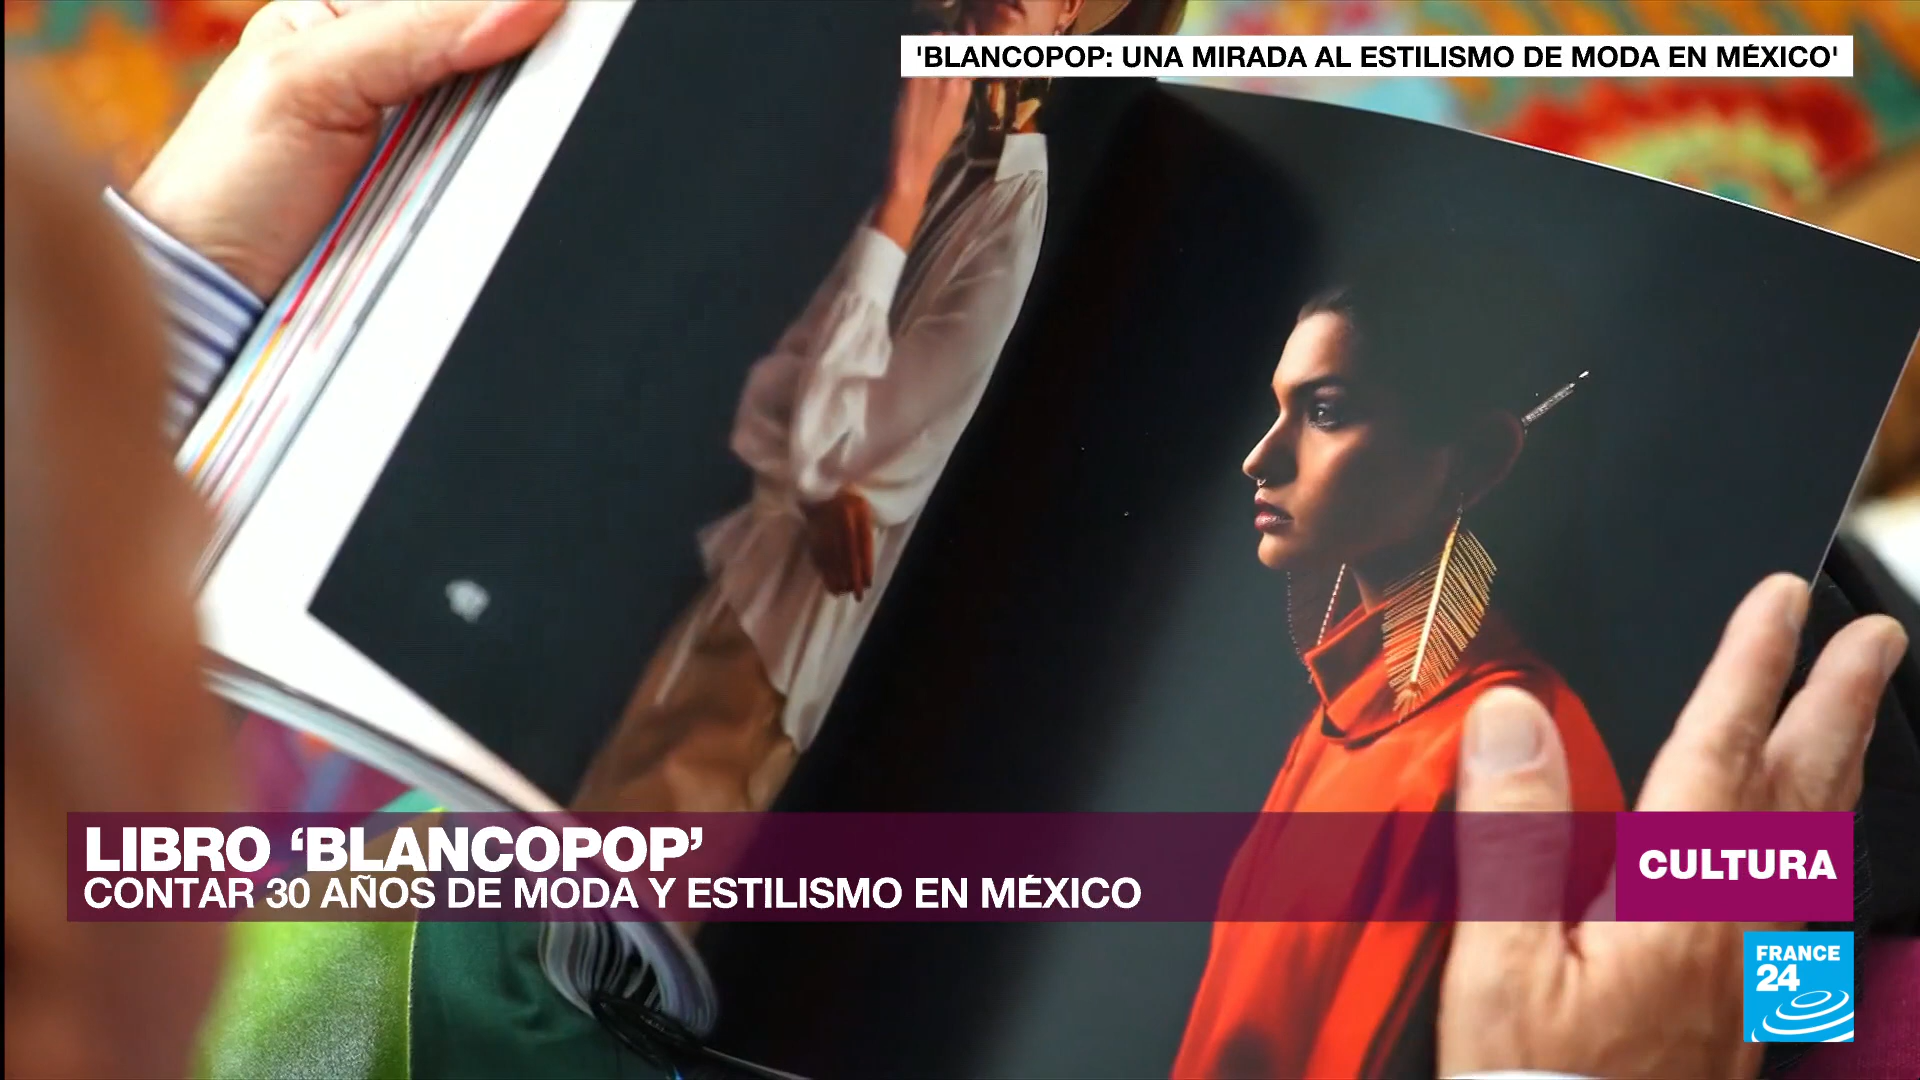 'BLANCOPOP: UNA MIRADA AL ESTILISMO DE MODA EN MÉXICO'
LIBRO ‘BLANCOPOP’
CONTAR 30 AÑOS DE MODA Y ESTILISMO EN MÉXICO
CULTURA
FRANCE
24